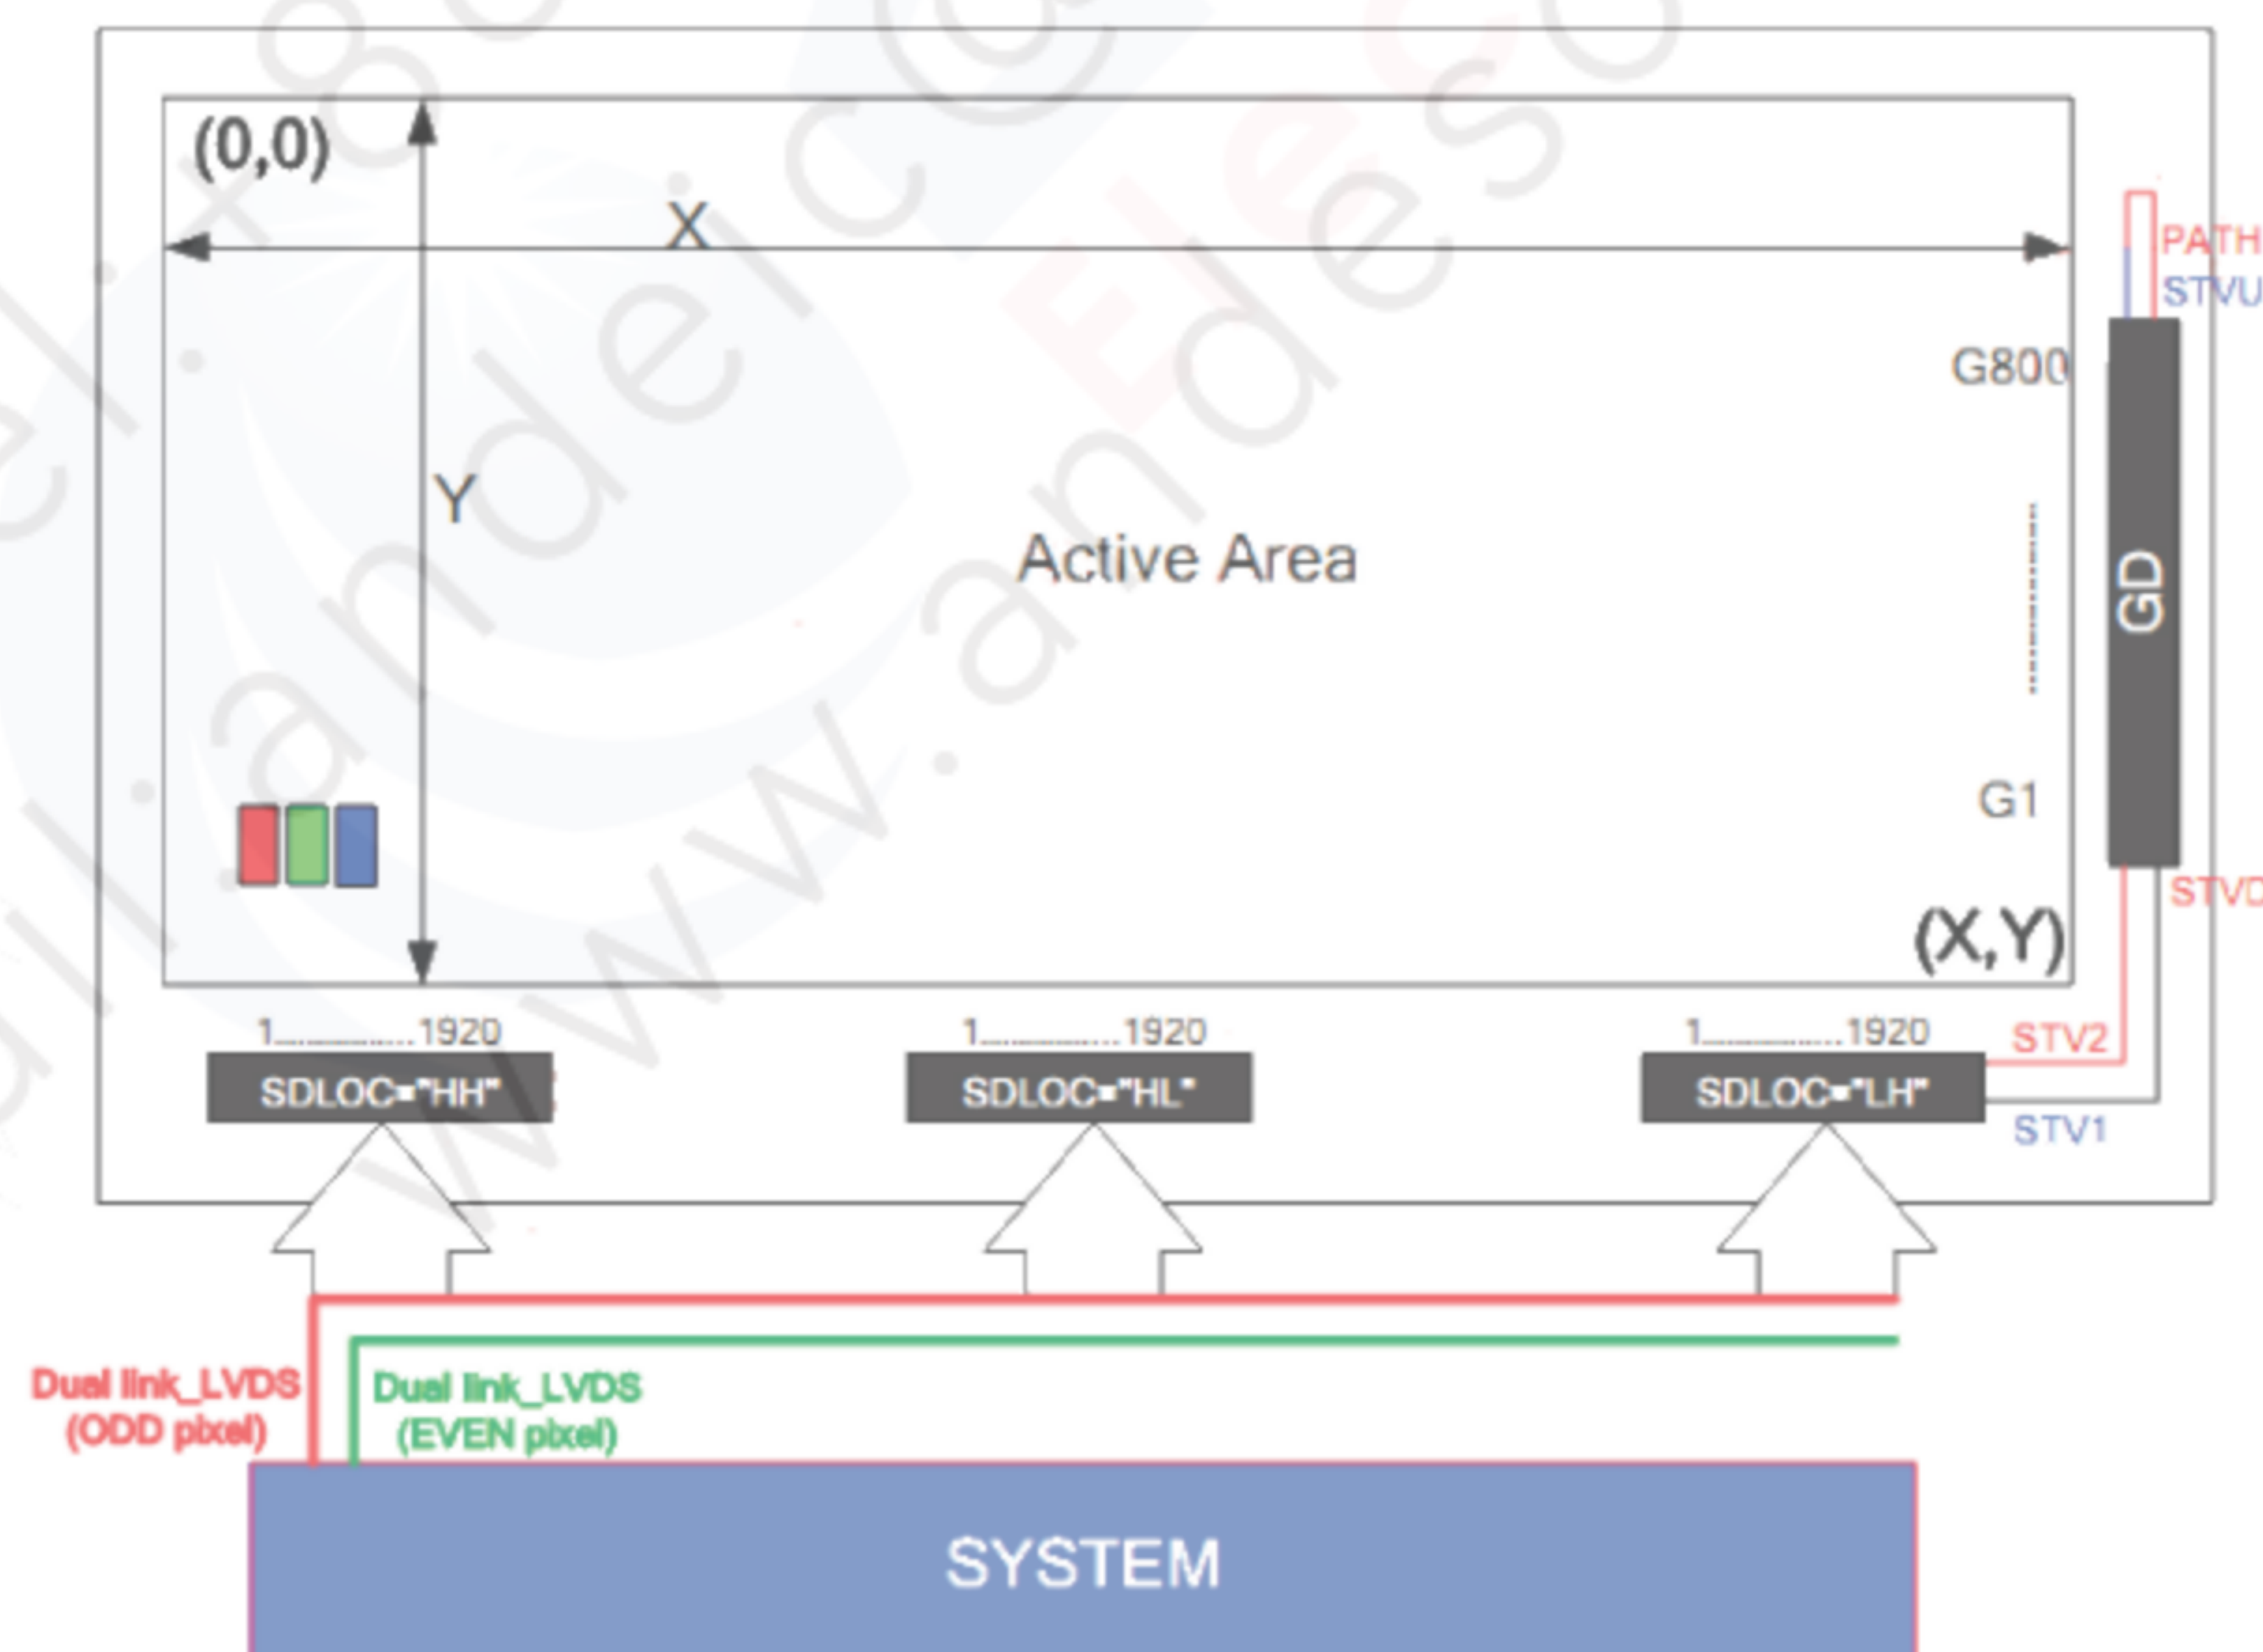 (0,0)
X
PATH
STVU
G800
Y
Active Area
GD
G1
STVD
(X,Y)
1 1920
1 1920
1 1920
STV2
SDLOC="HH"
SDLOC="HL"
SDLOC="LH"
STV1
Dual link_LVDS
(ODD pixel)
Dual link_LVDS
(EVEN pixel)
SYSTEM